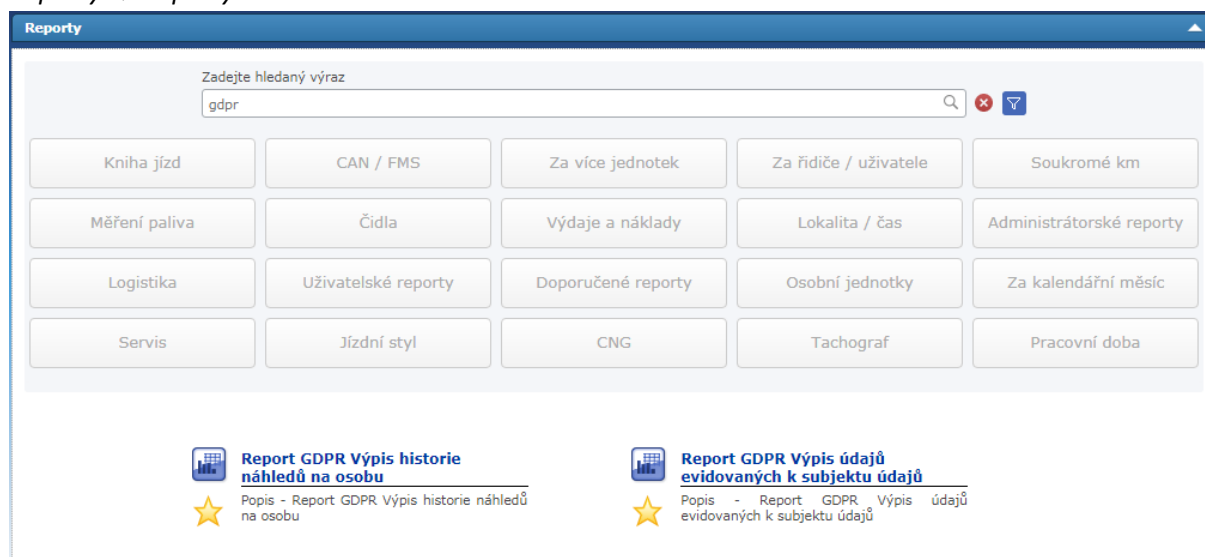 Reporty
Zadejte hledaný výraz
gdpr
Kniha jízd
CAN / FMS
Za více jednotek
Za řidiče / uživatele
Soukromé km
Měření paliva
Čidla
Výdaje a náklady
Lokalita / čas
Administrátorské reporty
Logistika
Uživatelské reporty
Doporučené reporty
Osobní jednotky
Za kalendářní měsíc
Servis
Jízdní styl
CNG
Tachograf
Pracovní doba
Report GDPR Výpis historie
náhledů na osobu
Popis - Report GDPR Výpis historie náhledů
na osobu
Report GDPR Výpis údajů
evidovaných k subjektu údajů
Popis - Report GDPR Výpis údajů
evidovaných k subjektu údajů